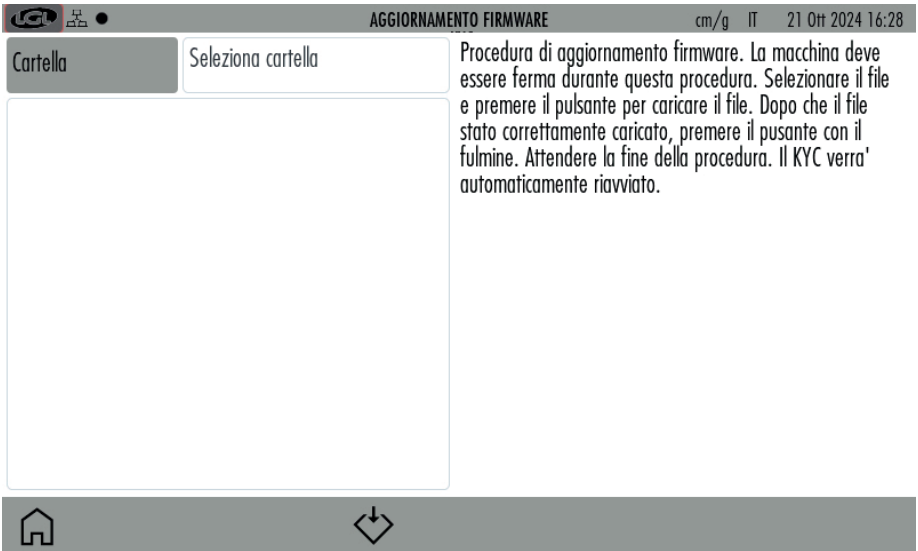 LGL
AGGIORNAMENTO FIRMWARE
cm/g IT 21 Ott 2024 16:28
Cartella
Seleziona cartella
Procedura di aggiornamento firmware. La macchina deve
essere ferma durante questa procedura. Selezionare il file
e premere il pulsante per caricare il file. Dopo che il file
stato correttamente caricato, premere il pusante con il
fulmine. Attendere la fine della procedura. Il KYC verra'
automaticamente riavviato.